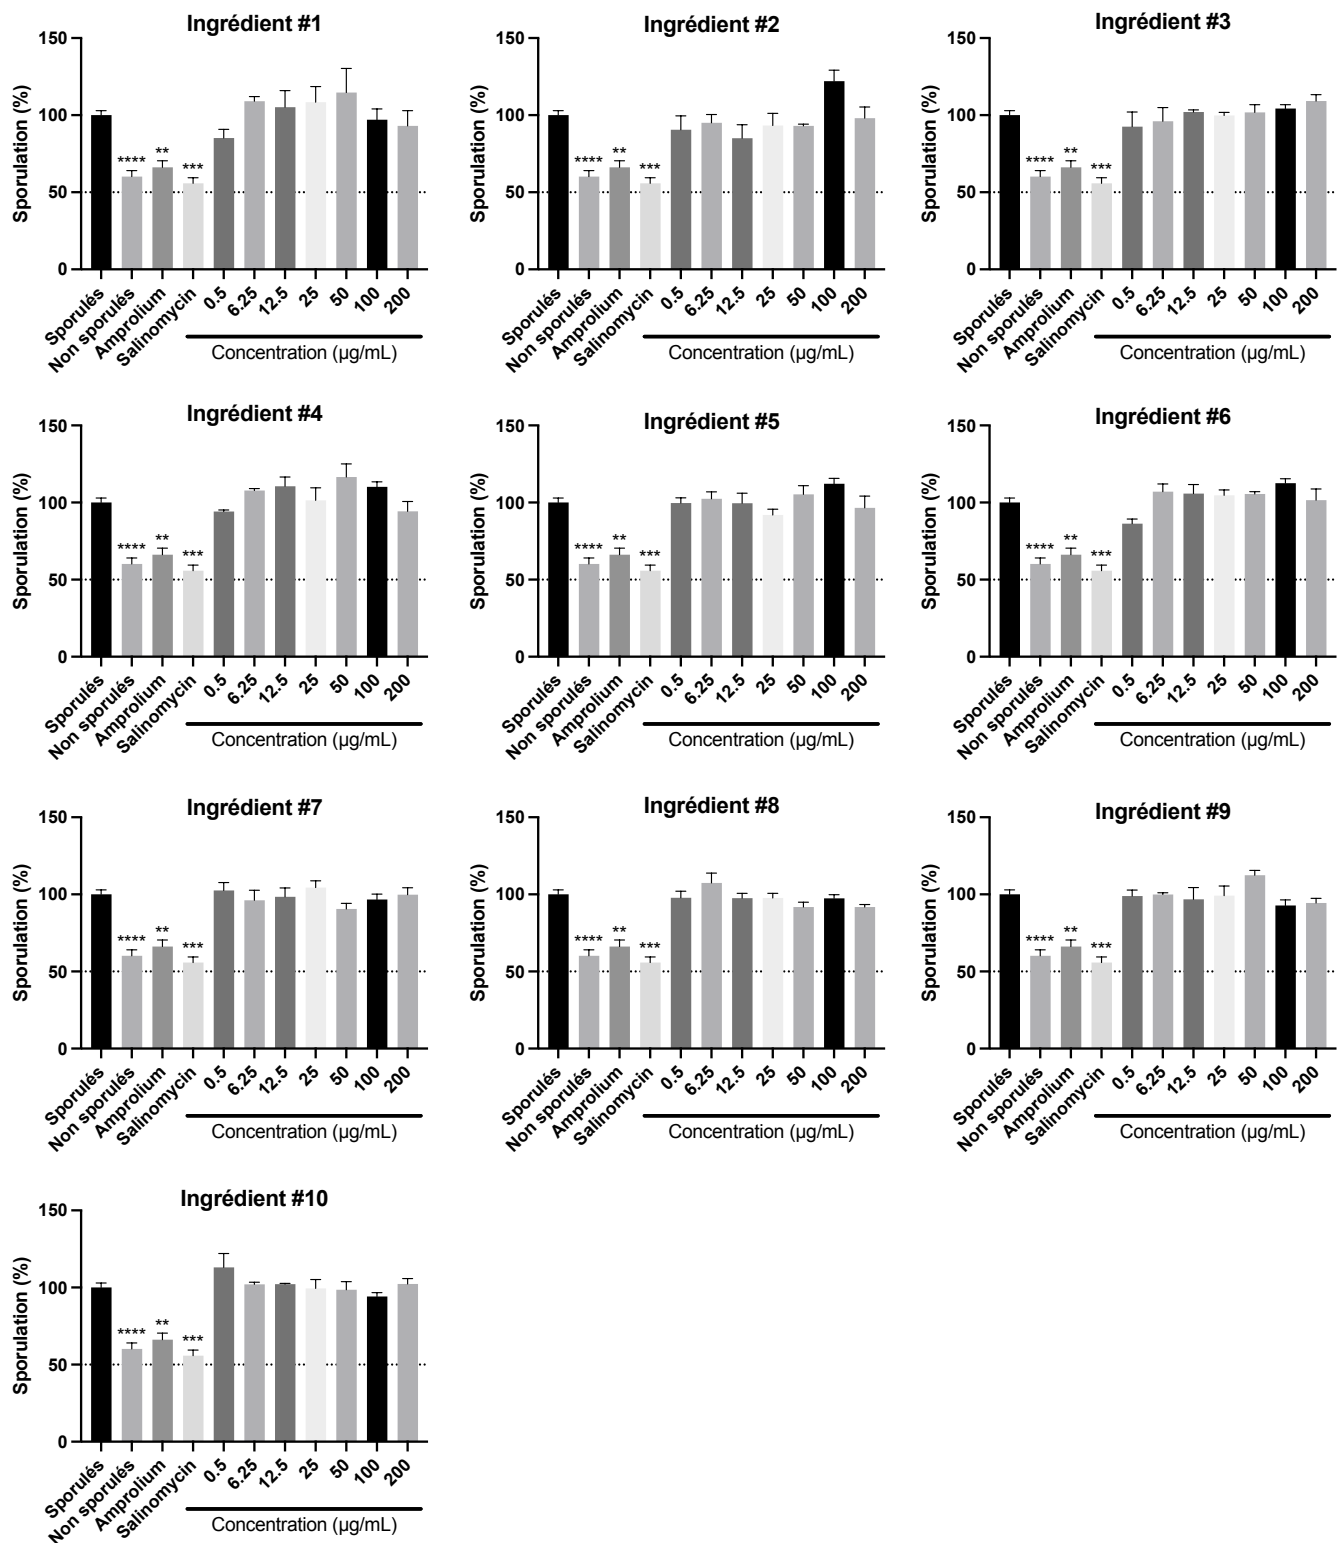 Ingrédient #1
Sporulation (%)
150
100
50
0
**** ** ***
Sporulés Non sporulés Amprolium Salinomycin 0.5 6.25 12.5 25 50 100 200
Concentration (µg/mL)
Ingrédient #2
Sporulation (%)
150
100
50
0
**** ** ***
Sporulés Non sporulés Amprolium Salinomycin 0.5 6.25 12.5 25 50 100 200
Concentration (µg/mL)
Ingrédient #3
Sporulation (%)
150
100
50
0
**** ** ***
Sporulés Non sporulés Amprolium Salinomycin 0.5 6.25 12.5 25 50 100 200
Concentration (µg/mL)
Ingrédient #4
Sporulation (%)
150
100
50
0
**** ** ***
Sporulés Non sporulés Amprolium Salinomycin 0.5 6.25 12.5 25 50 100 200
Concentration (µg/mL)
Ingrédient #5
Sporulation (%)
150
100
50
0
**** ** ***
Sporulés Non sporulés Amprolium Salinomycin 0.5 6.25 12.5 25 50 100 200
Concentration (µg/mL)
Ingrédient #6
Sporulation (%)
150
100
50
0
**** ** ***
Sporulés Non sporulés Amprolium Salinomycin 0.5 6.25 12.5 25 50 100 200
Concentration (µg/mL)
Ingrédient #7
Sporulation (%)
150
100
50
0
**** ** ***
Sporulés Non sporulés Amprolium Salinomycin 0.5 6.25 12.5 25 50 100 200
Concentration (µg/mL)
Ingrédient #8
Sporulation (%)
150
100
50
0
**** ** ***
Sporulés Non sporulés Amprolium Salinomycin 0.5 6.25 12.5 25 50 100 200
Concentration (µg/mL)
Ingrédient #9
Sporulation (%)
150
100
50
0
**** ** ***
Sporulés Non sporulés Amprolium Salinomycin 0.5 6.25 12.5 25 50 100 200
Concentration (µg/mL)
Ingrédient #10
Sporulation (%)
150
100
50
0
**** ** ***
Sporulés Non sporulés Amprolium Salinomycin 0.5 6.25 12.5 25 50 100 200
Concentration (µg/mL)